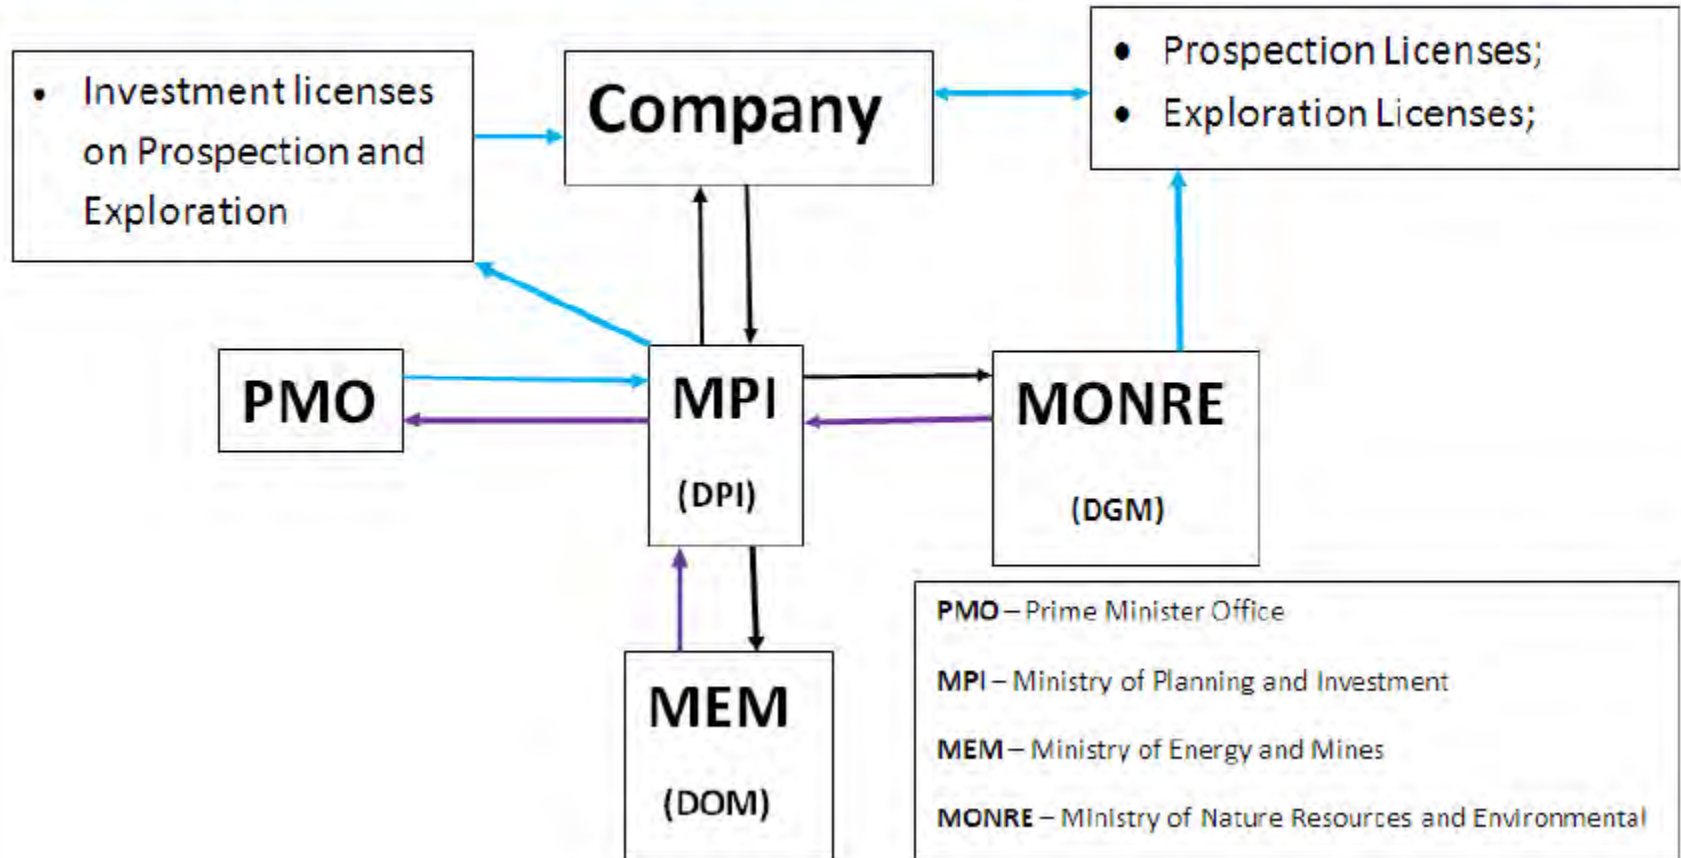 • Investment licenses
on Prospection and
Exploration
Company
• Prospection Licenses;
• Exploration Licenses;
PMO
MPI
(DPI)
MONRE
(DGM)
MEM
(DOM)
PMO – Prime Minister Office
MPI – Ministry of Planning and Investment
MEM – Ministry of Energy and Mines
MONRE – Ministry of Nature Resources and Environmental